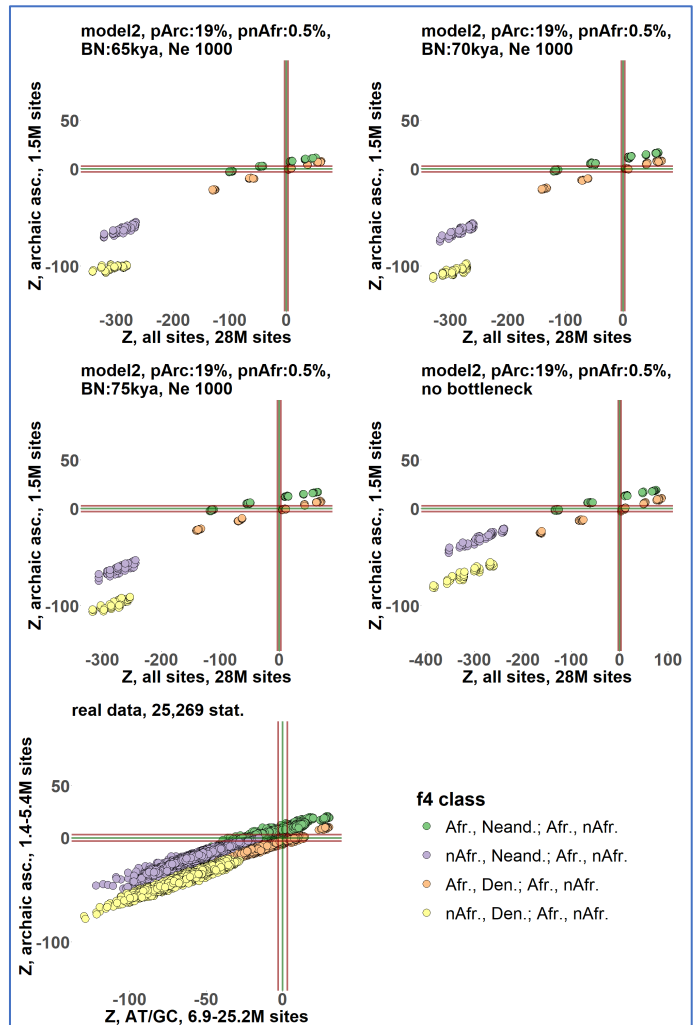 model2, pArc:19%, pnAfr:0.5%,
BN:65kya, Ne 1000
Z, archaic asc., 1.5M sites
50
0
-100
-300
-200
-100
0
Z, all sites, 28M sites
model2, pArc:19%, pnAfr:0.5%,
BN:70kya, Ne 1000
Z, archaic asc., 1.5M sites
50
0
-100
-300
-200
-100
0
Z, all sites, 28M sites
model2, pArc:19%, pnAfr:0.5%,
BN:75kya, Ne 1000
Z, archaic asc., 1.5M sites
50
0
-100
-300
-200
-100
0
Z, all sites, 28M sites
model2, pArc:19%, pnAfr:0.5%,
no bottleneck
Z, archaic asc., 1.5M sites
50
0
-100
-400
-300
-200
-100
0
100
Z, all sites, 28M sites
real data, 25,269 stat.
Z, archaic asc., 1.4-5.4M sites
50
0
-100
-100
-50
0
Z, AT/GC, 6.9-25.2M sites
f4 class
Afr., Neand.; Afr., nAfr.
nAfr., Neand.; Afr., nAfr.
Afr., Den.; Afr., nAfr.
nAfr., Den.; Afr., nAfr.